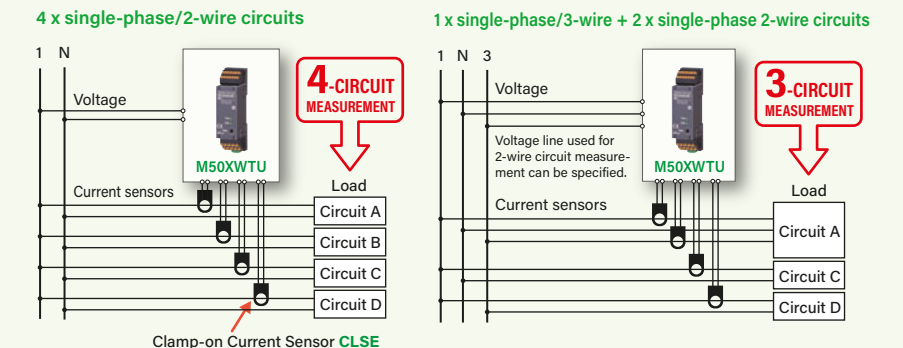 4 x single-phase/2-wire circuits
1 N
Voltage
4-CIRCUIT
MEASUREMENT
M50XWTU
Current sensors
Load
Circuit A
Circuit B
Circuit C
Circuit D
Clamp-on Current Sensor CLSE
1 x single-phase/3-wire + 2 x single-phase 2-wire circuits
1 N 3
Voltage
3-CIRCUIT
MEASUREMENT
Voltage line used for
2-wire circuit measure-
ment can be specified.
M50XWTU
Current sensors
Load
Circuit A
Circuit C
Circuit D